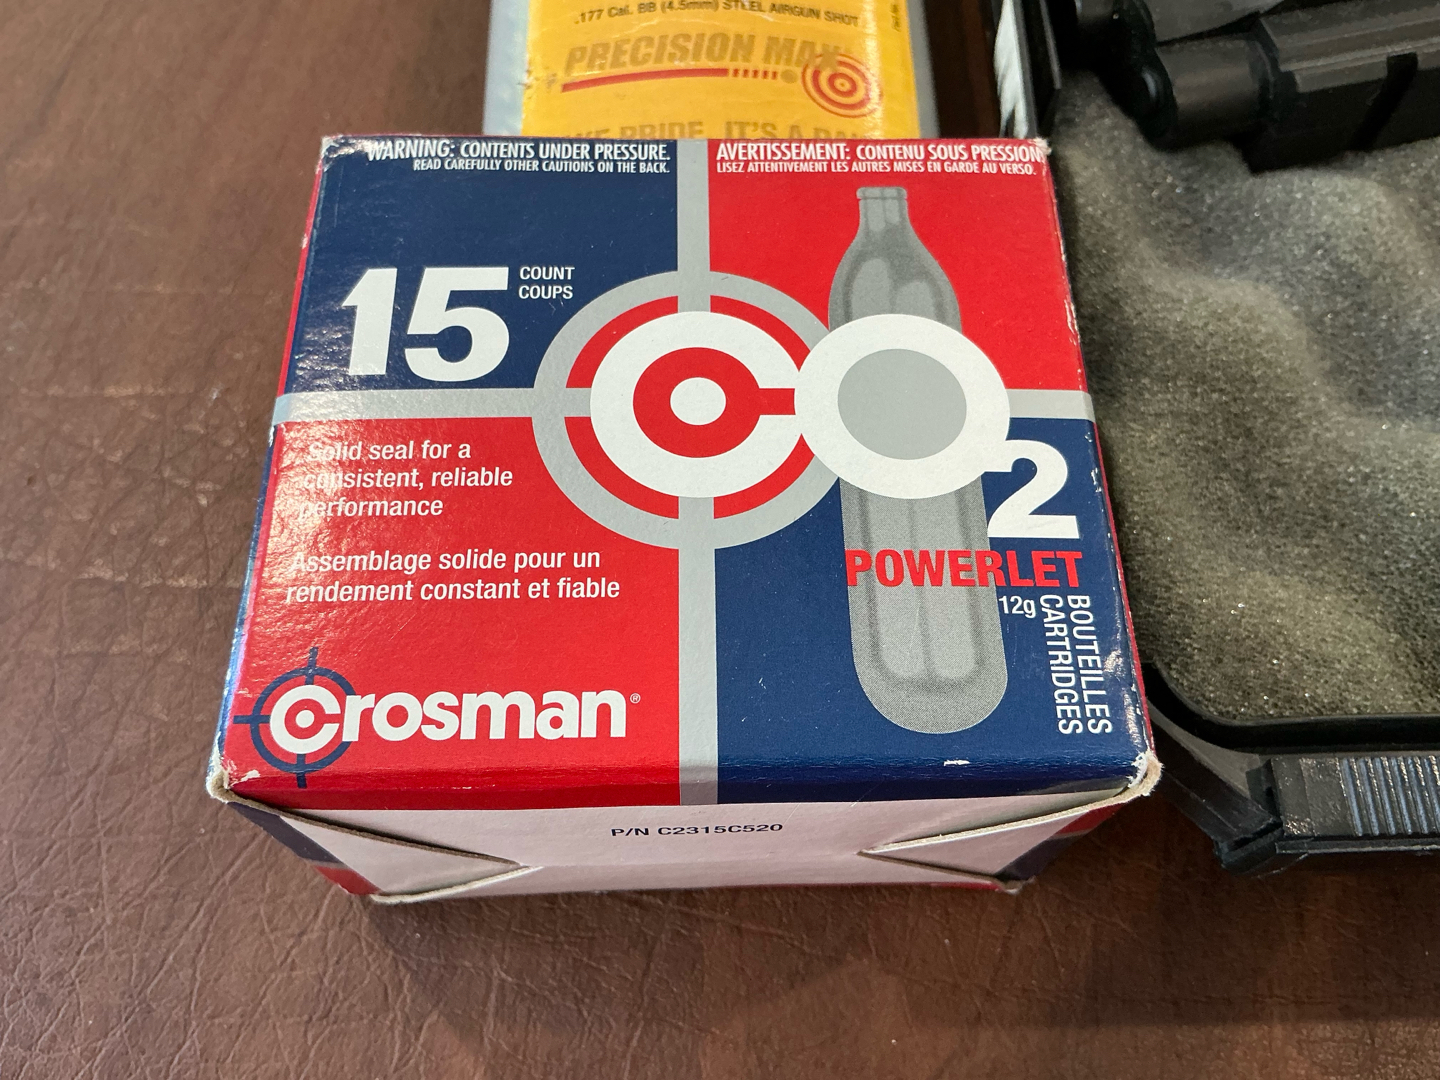 .177 Cal. BB (4.5mm) STEEL AIRGUN SHOT
PRECISION MAX
WARNING: CONTENTS UNDER PRESSURE.
READ CAREFULLY OTHER CAUTIONS ON THE BACK.
AVERTISSEMENT: CONTENU SOUS PRESSION
LISEZ ATTENTIVEMENT LES AUTRES MISES EN GARDE AU VERSO.
15
COUNT
COUPS
CO2
POWERLET
12g
BOUTEILLES
CARTRIDGES
Solid seal for a
consistent, reliable
performance
Assemblage solide pour un
rendement constant et fiable
Crosman®
P/N C2315C520